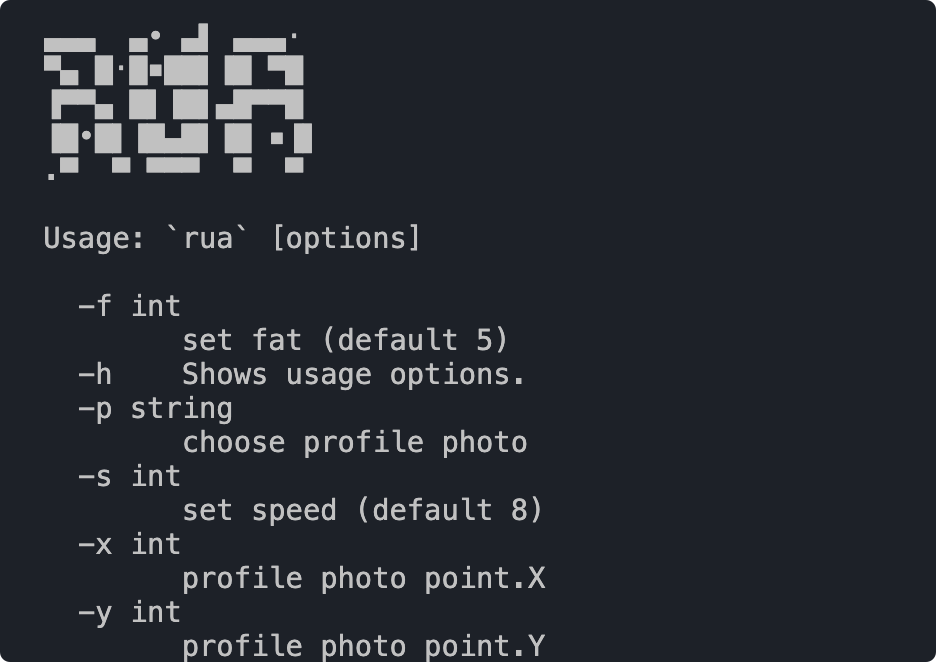 RUA
Usage: `rua` [options]
-f int
set fat (default 5)
-h    Shows usage options.
-p string
choose profile photo
-s int
set speed (default 8)
-x int
profile photo point.X
-y int
profile photo point.Y